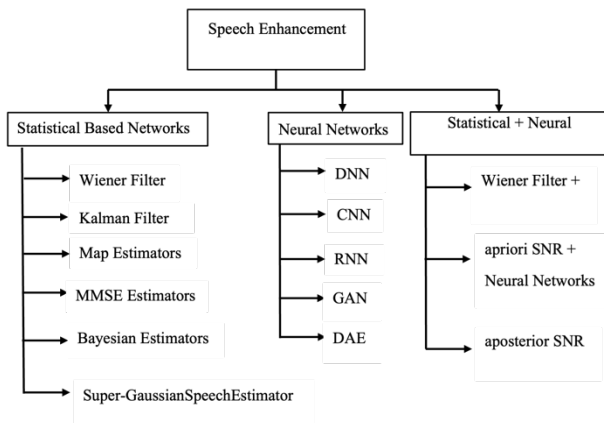 Speech Enhancement
Statistical Based Networks
Wiener Filter
Kalman Filter
Map Estimators
MMSE Estimators
Bayesian Estimators
Super-GaussianSpeechEstimator
Neural Networks
DNN
CNN
RNN
GAN
DAE
Statistical + Neural
Wiener Filter +
apriori SNR +
Neural Networks
aposterior SNR